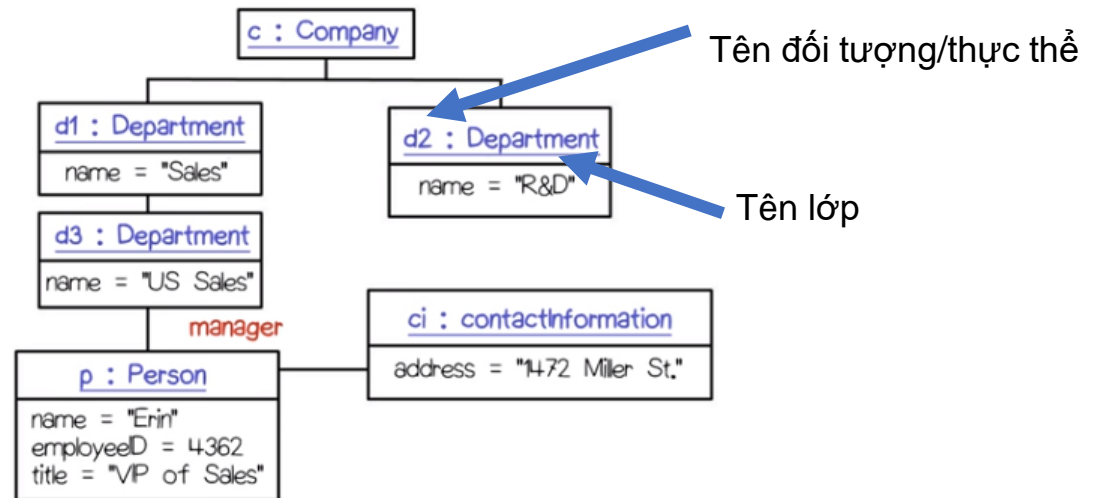 c : Company
Tên đối tượng/thực thể
d1 : Department
name = "Sales"
d2 : Department
name = "R&D"
Tên lớp
d3 : Department
name = "US Sales"
manager
ci : contactInformation
address = "1472 Miller St."
p : Person
name = "Erin"
employeeID = 4362
title = "VIP of Sales"